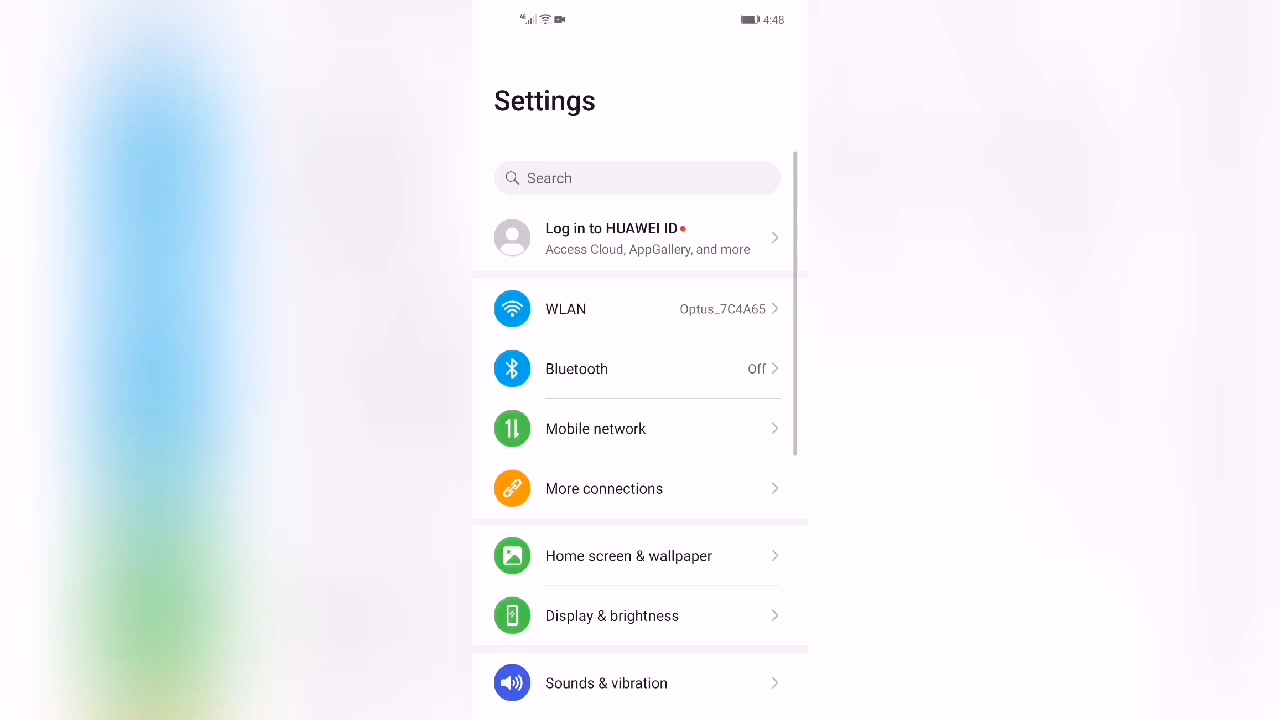 4G 4:48
Settings
Search
Log in to HUAWEI ID
Access Cloud, AppGallery, and more
WLAN Optus_7C4A65
Bluetooth Off
Mobile network
More connections
Home screen & wallpaper
Display & brightness
Sounds & vibration